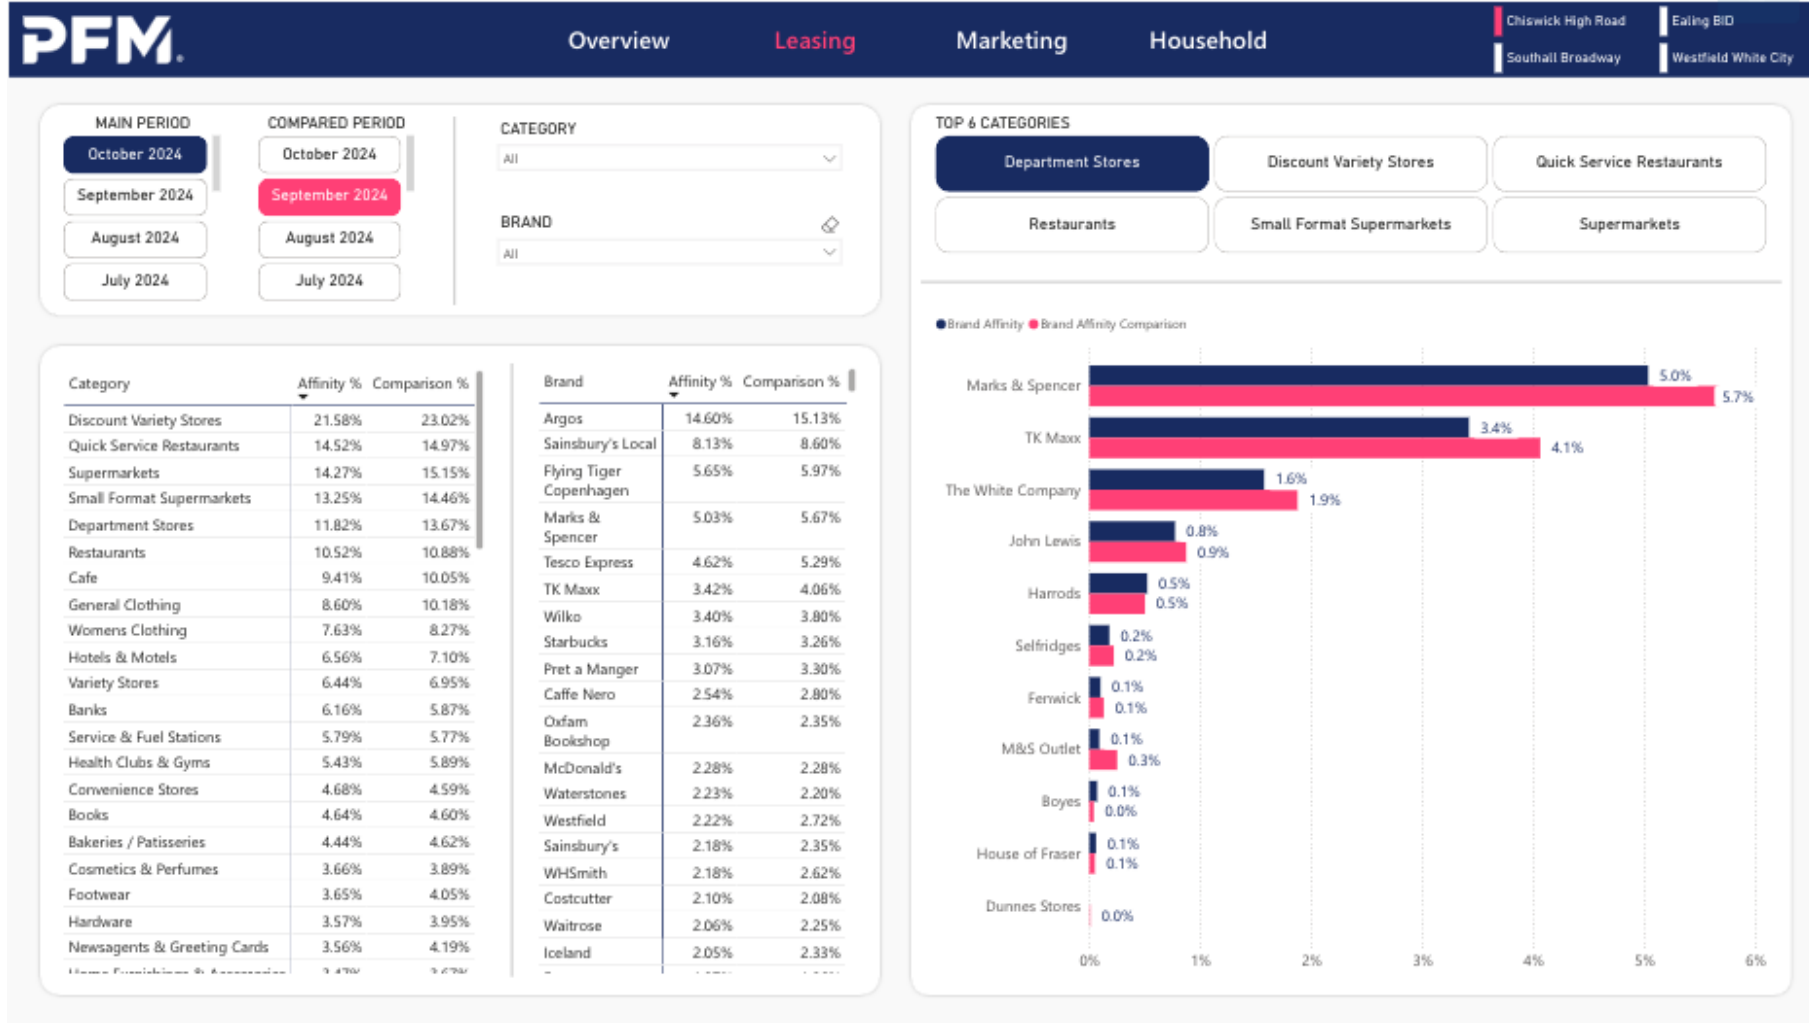 PFM.
Overview
Leasing
Marketing
Household
Chiswick High Road
Ealing BID
Southall Broadway
Westfield White City
MAIN PERIOD
October 2024
September 2024
August 2024
July 2024
COMPARED PERIOD
October 2024
September 2024
August 2024
July 2024
CATEGORY
All
BRAND
All
TOP 6 CATEGORIES
Department Stores
Discount Variety Stores
Quick Service Restaurants
Restaurants
Small Format Supermarkets
Supermarkets
Category Affinity % Comparison %
Discount Variety Stores 21.58% 23.02%
Quick Service Restaurants 14.52% 14.97%
Supermarkets 14.27% 15.15%
Small Format Supermarkets 13.25% 14.46%
Department Stores 11.82% 13.67%
Restaurants 10.52% 10.88%
Cafe 9.41% 10.05%
General Clothing 8.60% 10.18%
Womens Clothing 7.63% 8.27%
Hotels & Motels 6.56% 7.10%
Variety Stores 6.44% 6.95%
Banks 6.16% 5.87%
Service & Fuel Stations 5.79% 5.77%
Health Clubs & Gyms 5.43% 5.89%
Convenience Stores 4.68% 4.59%
Books 4.64% 4.60%
Bakeries / Patisseries 4.44% 4.62%
Cosmetics & Perfumes 3.66% 3.89%
Footwear 3.65% 4.05%
Hardware 3.57% 3.95%
Newsagents & Greeting Cards 3.56% 4.19%
Brand Affinity % Comparison %
Argos 14.60% 15.13%
Sainsbury's Local 8.13% 8.60%
Flying Tiger 5.65% 5.97%
Copenhagen
Marks & 5.03% 5.67%
Spencer
Tesco Express 4.62% 5.29%
TK Maxx 3.42% 4.06%
Wilko 3.40% 3.80%
Starbucks 3.16% 3.26%
Pret a Manger 3.07% 3.30%
Caffe Nero 2.54% 2.80%
Oxfam 2.36% 2.35%
Bookshop
McDonald's 2.28% 2.28%
Waterstones 2.23% 2.20%
Westfield 2.22% 2.72%
Sainsbury's 2.18% 2.35%
WHSmith 2.18% 2.62%
Costcutter 2.10% 2.08%
Waitrose 2.06% 2.25%
Iceland 2.05% 2.33%
Brand Affinity Brand Affinity Comparison
Marks & Spencer 5.0% 5.7%
TK Maxx 3.4% 4.1%
The White Company 1.6% 1.9%
John Lewis 0.8% 0.9%
Harrods 0.5% 0.5%
Selfridges 0.2% 0.2%
Fenwick 0.1% 0.1%
M&S Outlet 0.1% 0.3%
Boyes 0.1% 0.0%
House of Fraser 0.1% 0.1%
Dunnes Stores 0.0%
0% 1% 2% 3% 4% 5% 6%